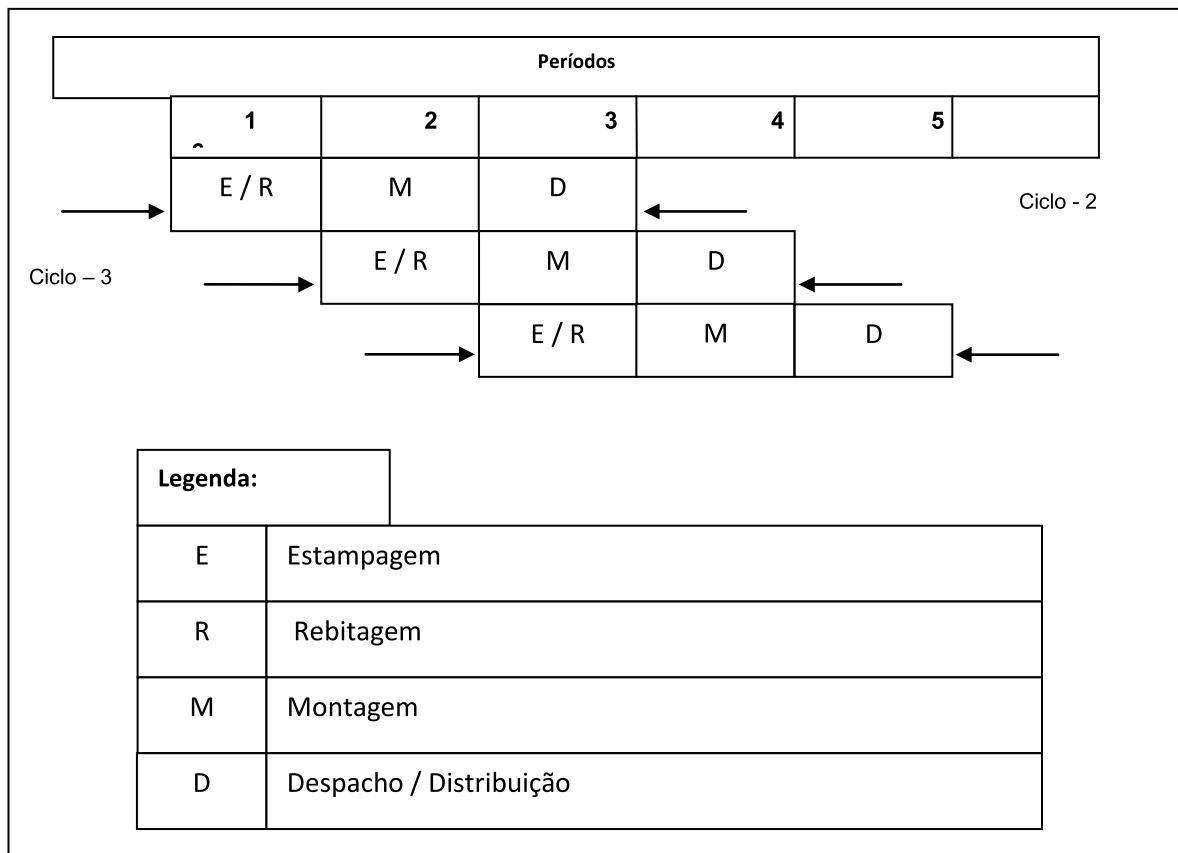 Períodos
1 2 3 4 5
E / R M D
Ciclo - 2
E / R M D
Ciclo – 3
E / R M D
Legenda:
E Estampagem
R Rebitagem
M Montagem
D Despacho / Distribuição